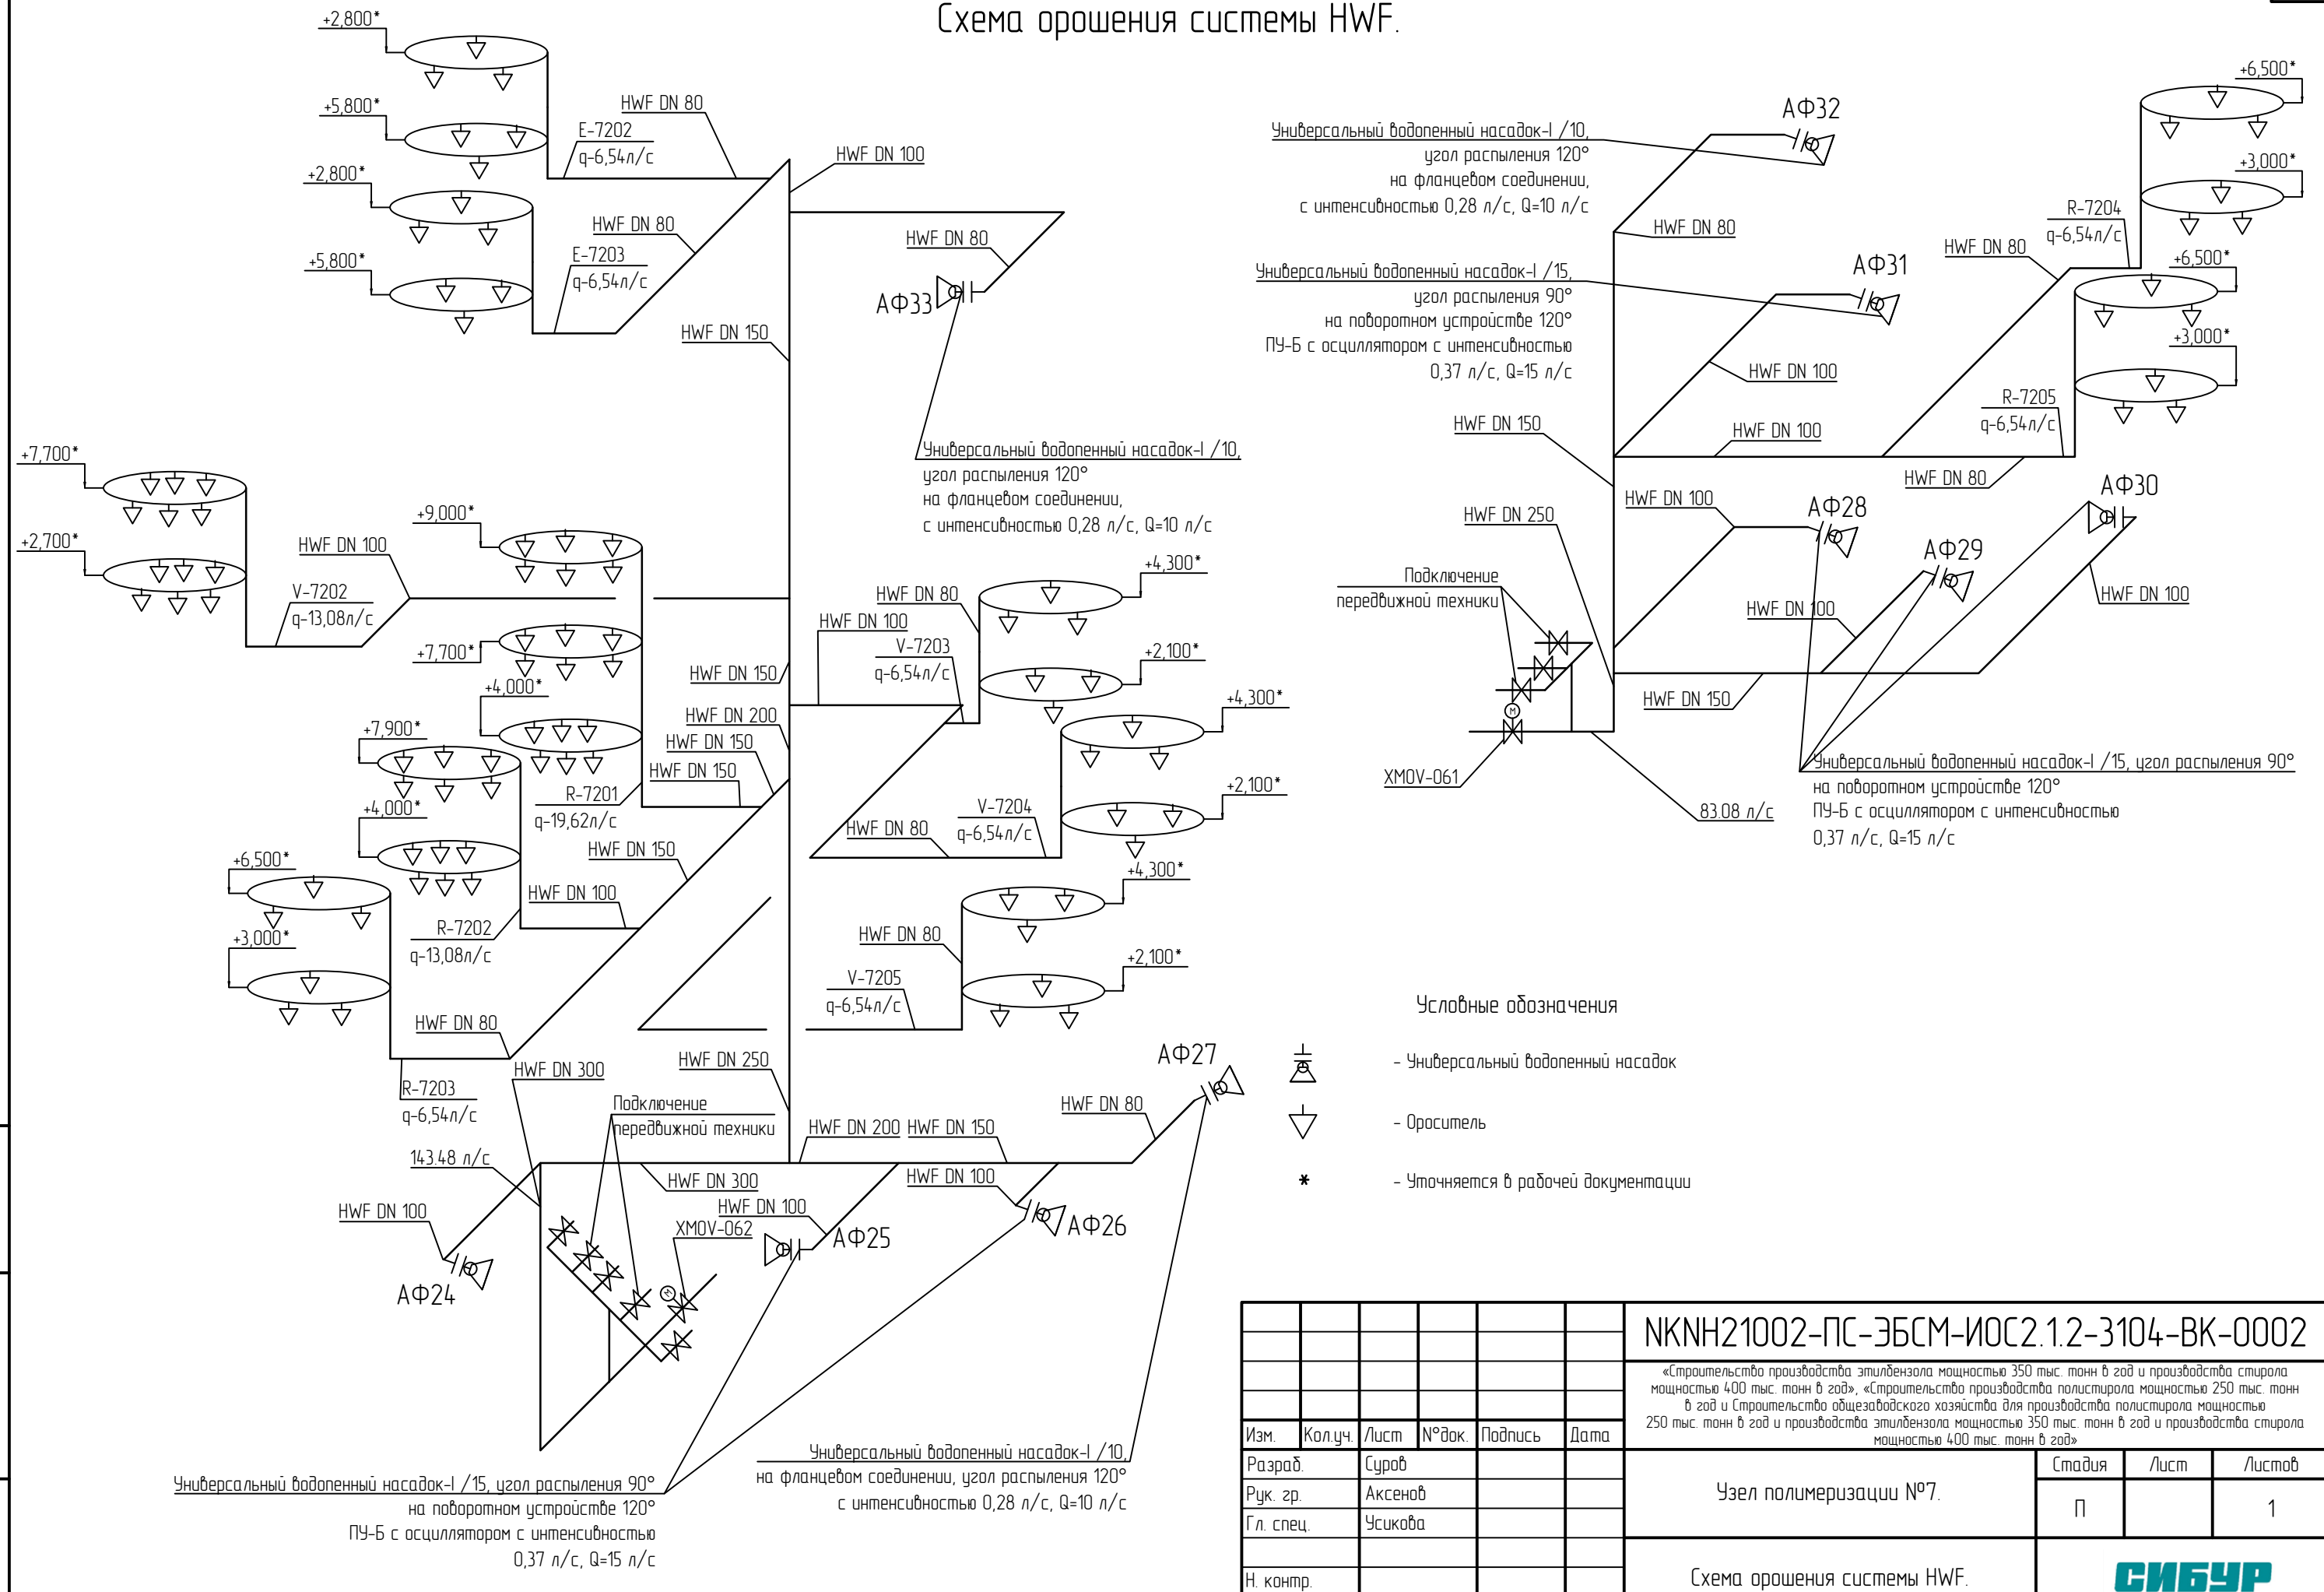 Схема орошения системы HWF.
+2,800*
+5,800*
HWF DN 80
E-7202
q-6,54л/с
+2,800*
+5,800*
HWF DN 80
E-7203
q-6,54л/с
HWF DN 100
HWF DN 80
АФ33
HWF DN 150
Универсальный водопенный насадок-I /10,
угол распыления 120°
на фланцевом соединении,
с интенсивностью 0,28 л/с, Q=10 л/с
+7,700*
+2,700*
HWF DN 100
V-7202
q-13,08л/с
+9,000*
+7,700*
+4,000*
HWF DN 150
HWF DN 200
HWF DN 150
HWF DN 150
R-7201
q-19,62л/с
+7,900*
+4,000*
HWF DN 150
HWF DN 100
R-7202
q-13,08л/с
+6,500*
+3,000*
HWF DN 80
R-7203
q-6,54л/с
HWF DN 80
HWF DN 100
V-7203
q-6,54л/с
+4,300*
+2,100*
+4,300*
+2,100*
V-7204
q-6,54л/с
HWF DN 80
+4,300*
+2,100*
HWF DN 80
V-7205
q-6,54л/с
HWF DN 250
HWF DN 300
Подключение
передвижной техники
143.48 л/с
HWF DN 200
HWF DN 150
HWF DN 80
АФ27
HWF DN 300
HWF DN 100
HWF DN 100
HWF DN 100
XMOV-062
АФ24
АФ25
АФ26
Универсальный водопенный насадок-I /15, угол распыления 90°
на поворотном устройстве 120°
ПУ-Б с осциллятором с интенсивностью
0,37 л/с, Q=15 л/с
Универсальный водопенный насадок-I /10,
на фланцевом соединении, угол распыления 120°
с интенсивностью 0,28 л/с, Q=10 л/с
Универсальный водопенный насадок-I /10,
угол распыления 120°
на фланцевом соединении,
с интенсивностью 0,28 л/с, Q=10 л/с
АФ32
HWF DN 80
Универсальный водопенный насадок-I /15,
угол распыления 90°
на поворотном устройстве 120°
ПУ-Б с осциллятором с интенсивностью
0,37 л/с, Q=15 л/с
АФ31
HWF DN 100
+6,500*
+3,000*
R-7204
q-6,54л/с
HWF DN 80
+6,500*
+3,000*
R-7205
q-6,54л/с
HWF DN 150
HWF DN 100
HWF DN 80
HWF DN 250
HWF DN 100
АФ28
АФ29
АФ30
HWF DN 100
HWF DN 100
HWF DN 150
Подключение
передвижной техники
XMOV-061
83.08 л/с
Универсальный водопенный насадок-I /15, угол распыления 90°
на поворотном устройстве 120°
ПУ-Б с осциллятором с интенсивностью
0,37 л/с, Q=15 л/с
Условные обозначения
- Универсальный водопенный насадок
- Ороситель
* - Уточняется в рабочей документации
NKNH21002-ПС-ЭБСМ-ИОС2.1.2-3104-ВК-0002
«Строительство производства этилбензола мощностью 350 тыс. тонн в год и производства стирола
мощностью 400 тыс. тонн в год», «Строительство производства полистирола мощностью 250 тыс. тонн
в год и Строительство общезаводского хозяйства для производства полистирола мощностью
250 тыс. тонн в год и производства этилбензола мощностью 350 тыс. тонн в год и производства стирола
мощностью 400 тыс. тонн в год»
Изм. Кол.уч. Лист N°док. Подпись Дата
Разраб. Суров
Рук. гр. Аксенов
Гл. спец. Усикова
Н. контр.
Узел полимеризации N°7.
Стадия Лист Листов
П 1
Схема орошения системы HWF.
СИБУР
М
М